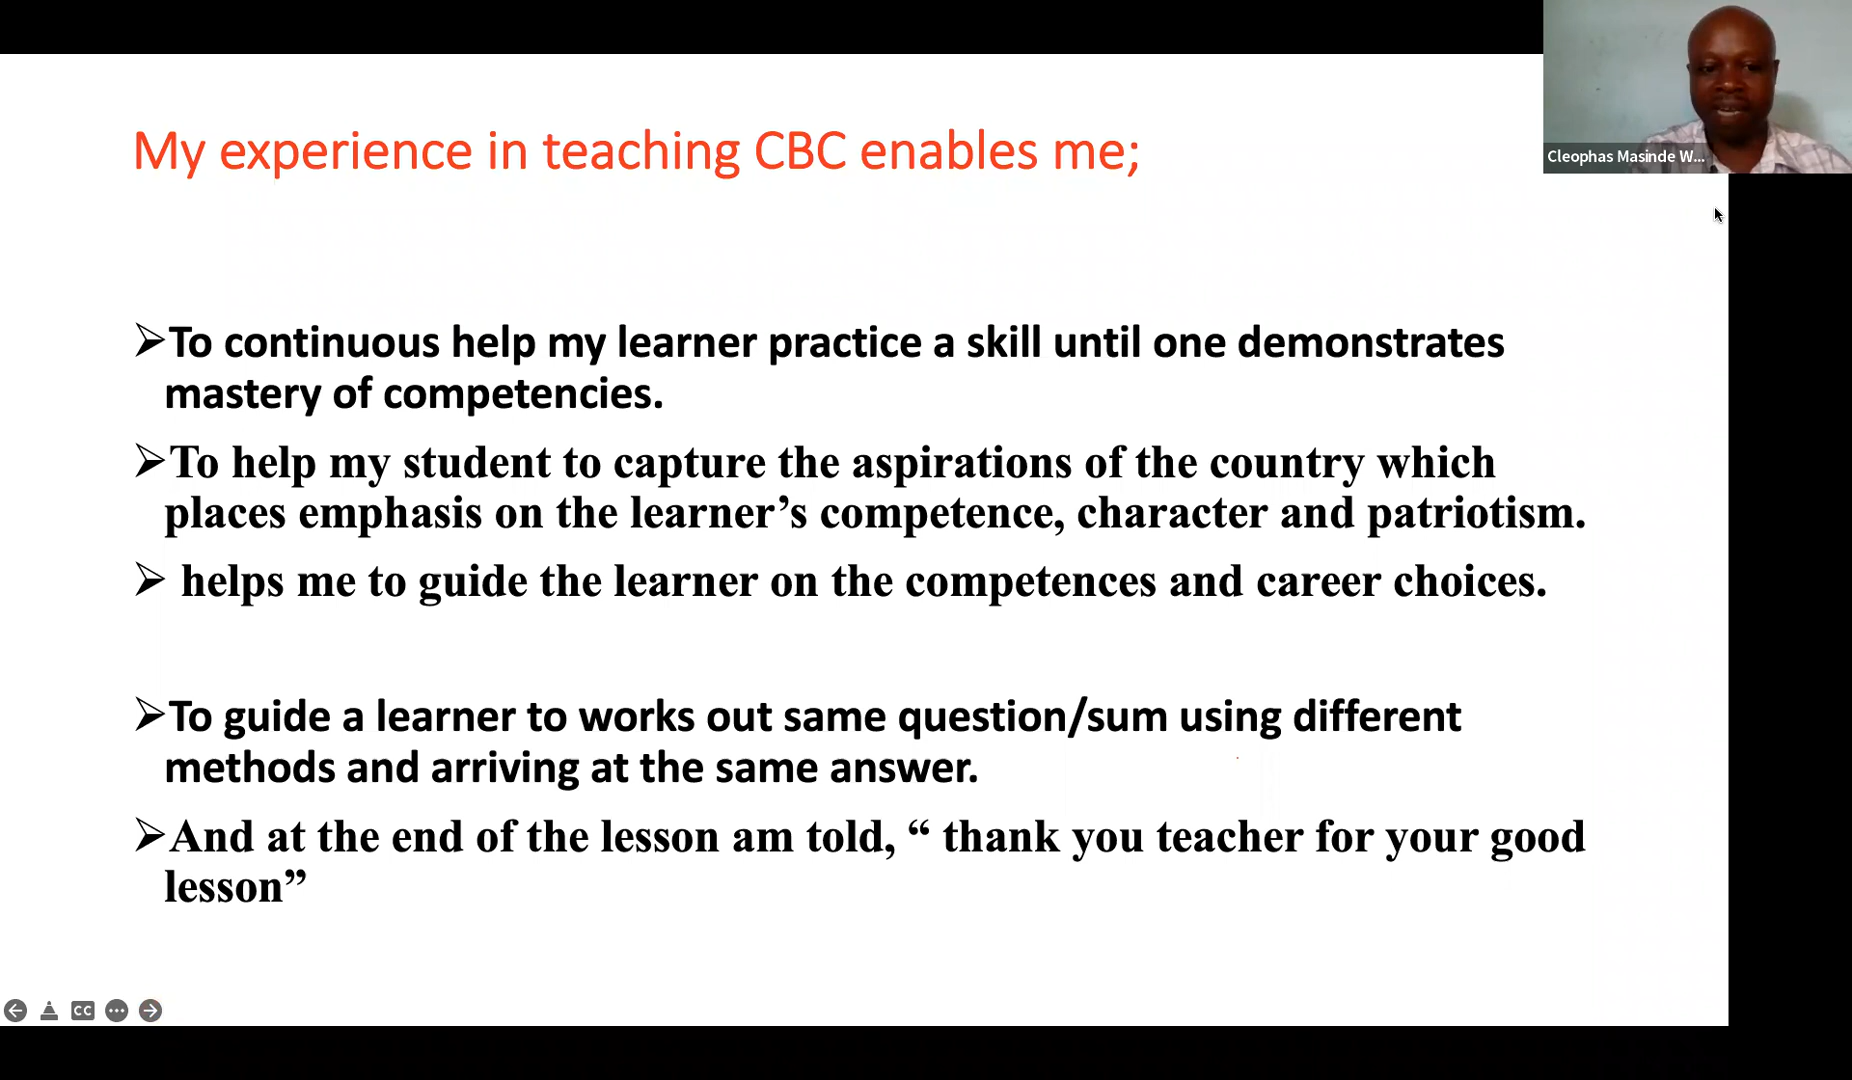 Cleophas Masinde W...
My experience in teaching CBC enables me;
➢To continuous help my learner practice a skill until one demonstrates
mastery of competencies.
➢To help my student to capture the aspirations of the country which
places emphasis on the learner’s competence, character and patriotism.
➢ helps me to guide the learner on the competences and career choices.
➢To guide a learner to works out same question/sum using different
methods and arriving at the same answer.
➢And at the end of the lesson am told, “ thank you teacher for your good
lesson”
CC